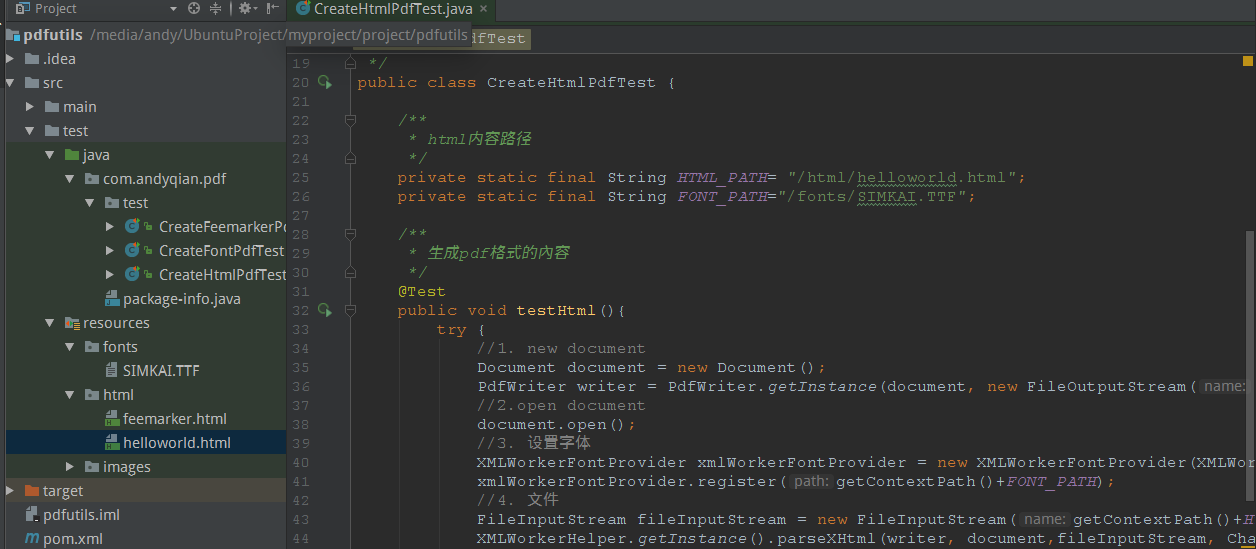 Project
CreateHtmlPdfTest.java
pdfutils /media/andy/UbuntuProject/myproject/project/pdfutils
dfTest
.idea
src
main
test
java
com.andyqian.pdf
test
CreateFeemarkerPd
CreateFontPdfTest
CreateHtmlPdfTest
package-info.java
resources
fonts
SIMKAI.TTF
html
feemarker.html
helloworld.html
images
target
pdfutils.iml
pom.xml
19 */
20 public class CreateHtmlPdfTest {
21
22 /**
23 * html内容路径
24 */
25 private static final String HTML_PATH= "/html/helloworld.html";
26 private static final String FONT_PATH="/fonts/SIMKAI.TTF";
27
28 /**
29 * 生成pdf格式的内容
30 */
31 @Test
32 public void testHtml(){
33 try {
34 //1. new document
35 Document document = new Document();
36 PdfWriter writer = PdfWriter.getInstance(document, new FileOutputStream( name:
37 //2.open document
38 document.open();
39 //3. 设置字体
40 XMLWorkerFontProvider xmlWorkerFontProvider = new XMLWorkerFontProvider(XMLWor
41 xmlWorkerFontProvider.register( path: getContextPath()+FONT_PATH);
42 //4. 文件
43 FileInputStream fileInputStream = new FileInputStream( name: getContextPath()+H
44 XMLWorkerHelper.getInstance().parseXHtml(writer, document,fileInputStream, Cha